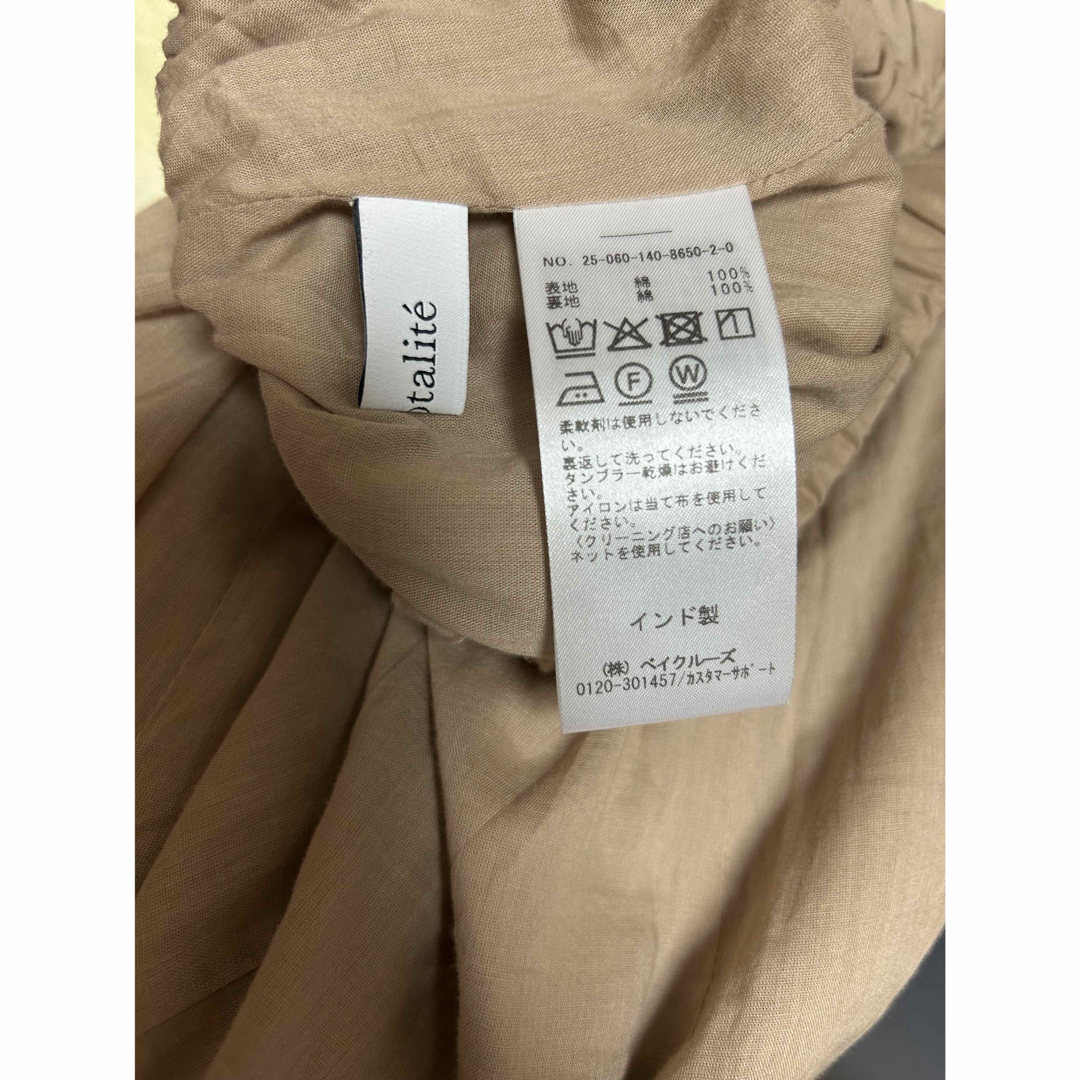 otalité
NO. 25-060-140-8650-2-0
表地 綿 100%
裏地 綿 100%
F
W
柔軟剤は使用しないでくださ
い。
裏返して洗ってください。
タンブラー乾燥はお避けくだ
さい。
アイロンは当て布を使用して
ください。
〈クリーニング店へのお願い〉
ネットを使用してください。
インド製
(株) ベイクルーズ
0120-301457/カスタマーサポート